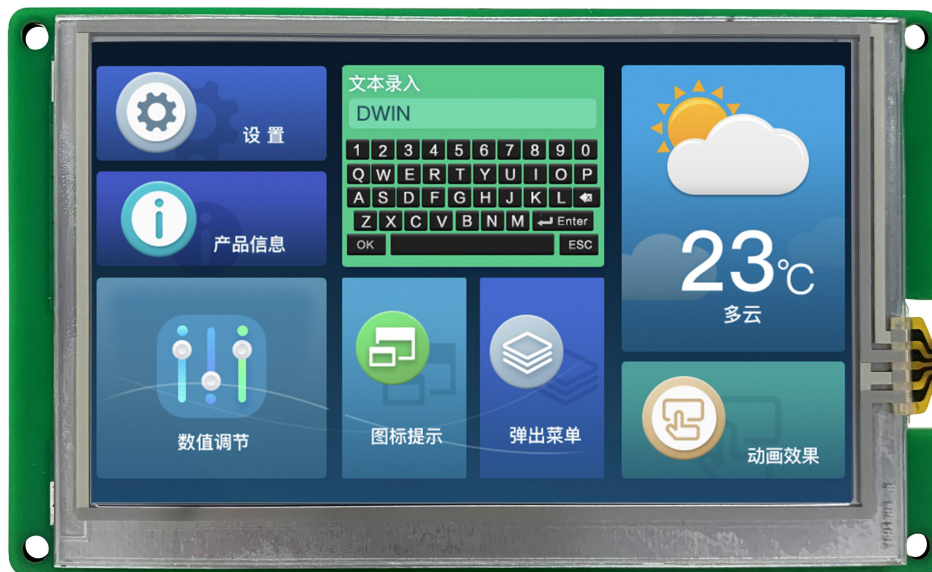 设置
产品信息
数值调节
文本录入
DWIN
1 2 3 4 5 6 7 8 9 0
Q W E R T Y U I O P
A S D F G H J K L
Z X C V B N M Enter
OK ESC
图标提示
弹出菜单
23℃
多云
动画效果